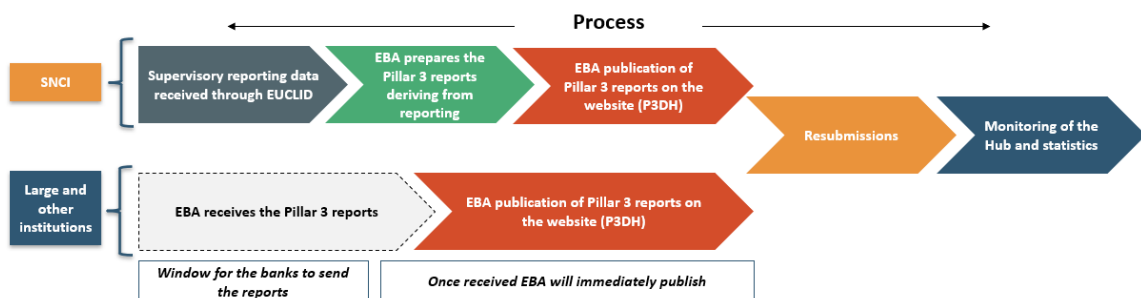 Process
SNCI
Supervisory reporting data
received through EUCLID
EBA prepares the
Pillar 3 reports
deriving from
reporting
EBA publication of
Pillar 3 reports on the
website (P3DH)
Resubmissions
Monitoring of the
Hub and statistics
Large and
other
institutions
EBA receives the Pillar 3 reports
EBA publication of Pillar 3 reports on
the website (P3DH)
Window for the banks to send
the reports
Once received EBA will immediately publish